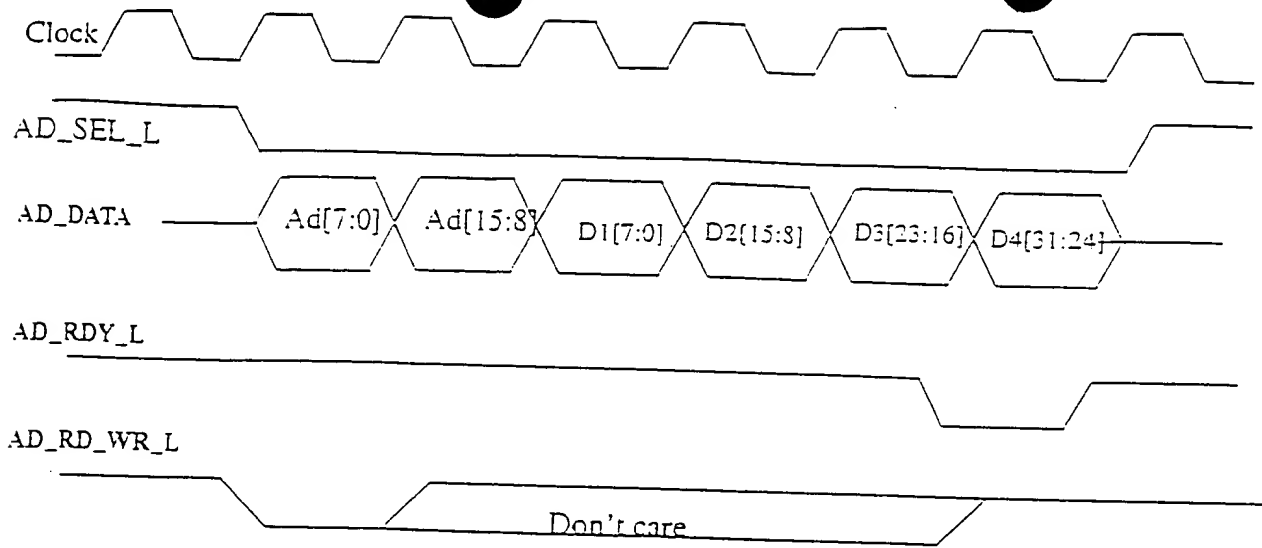 Clock
AD_SEL_L
AD_DATA
Ad[7:0]
Ad[15:8]
D1[7:0]
D2[15:8]
D3[23:16]
D4[31:24]
AD_RDY_L
AD_RD_WR_L
Don't care